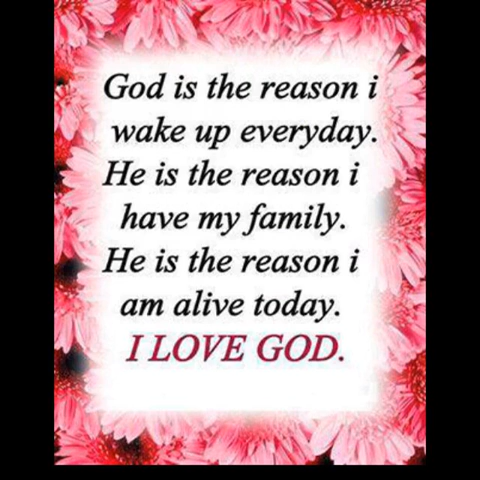 God is the reason i
wake up everyday.
He is the reason i
have my family.
He is the reason i
am alive today.
I LOVE GOD.